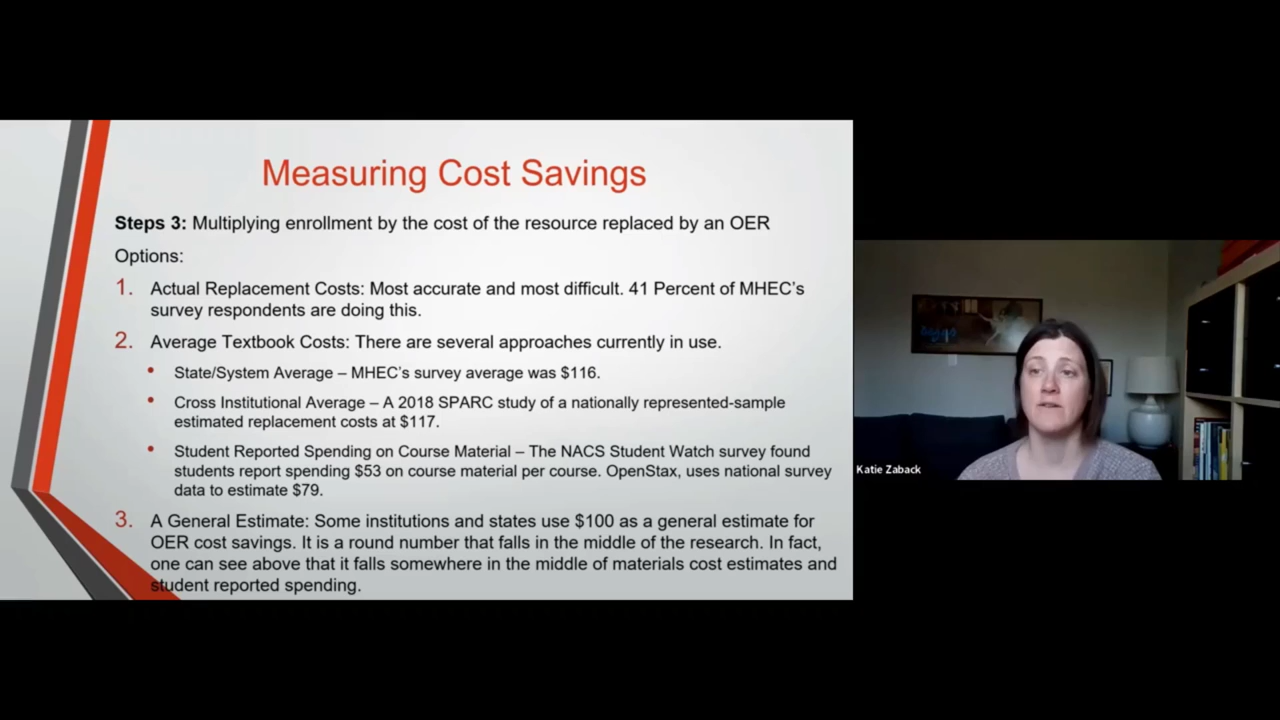 Measuring Cost Savings
Steps 3: Multiplying enrollment by the cost of the resource replaced by an OER
Options:
1. Actual Replacement Costs: Most accurate and most difficult. 41 Percent of MHEC's
survey respondents are doing this.
2. Average Textbook Costs: There are several approaches currently in use.
• State/System Average – MHEC's survey average was $116.
• Cross Institutional Average – A 2018 SPARC study of a nationally represented-sample
estimated replacement costs at $117.
• Student Reported Spending on Course Material – The NACS Student Watch survey found
students report spending $53 on course material per course. OpenStax, uses national survey
data to estimate $79.
3. A General Estimate: Some institutions and states use $100 as a general estimate for
OER cost savings. It is a round number that falls in the middle of the research. In fact,
one can see above that it falls somewhere in the middle of materials cost estimates and
student reported spending.
Katie Zaback